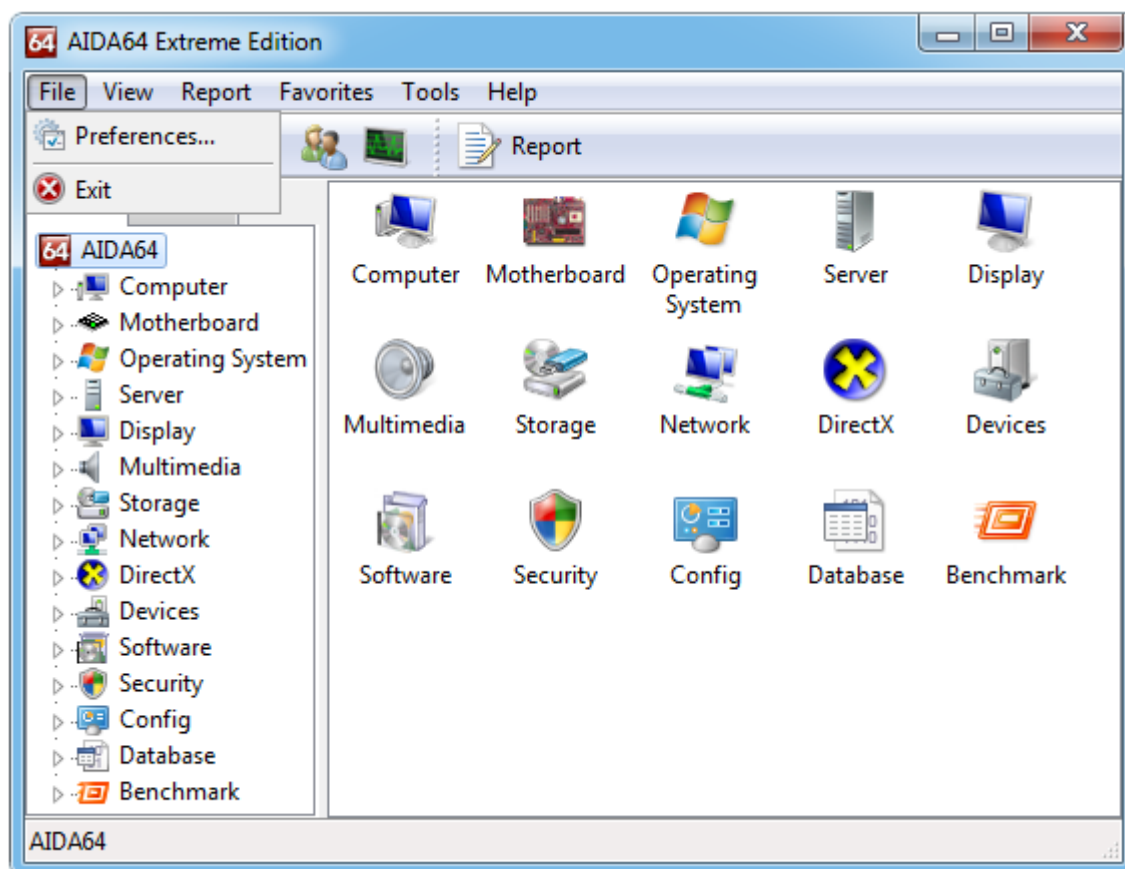 64 AIDA64 Extreme Edition
File View Report Favorites Tools Help
Preferences...
Report
Exit
64 AIDA64
Computer
Motherboard
Operating System
Server
Display
Multimedia
Storage
Network
DirectX
Devices
Software
Security
Config
Database
Benchmark
Computer Motherboard Operating System Server Display
Multimedia Storage Network DirectX Devices
Software Security Config Database Benchmark
AIDA64